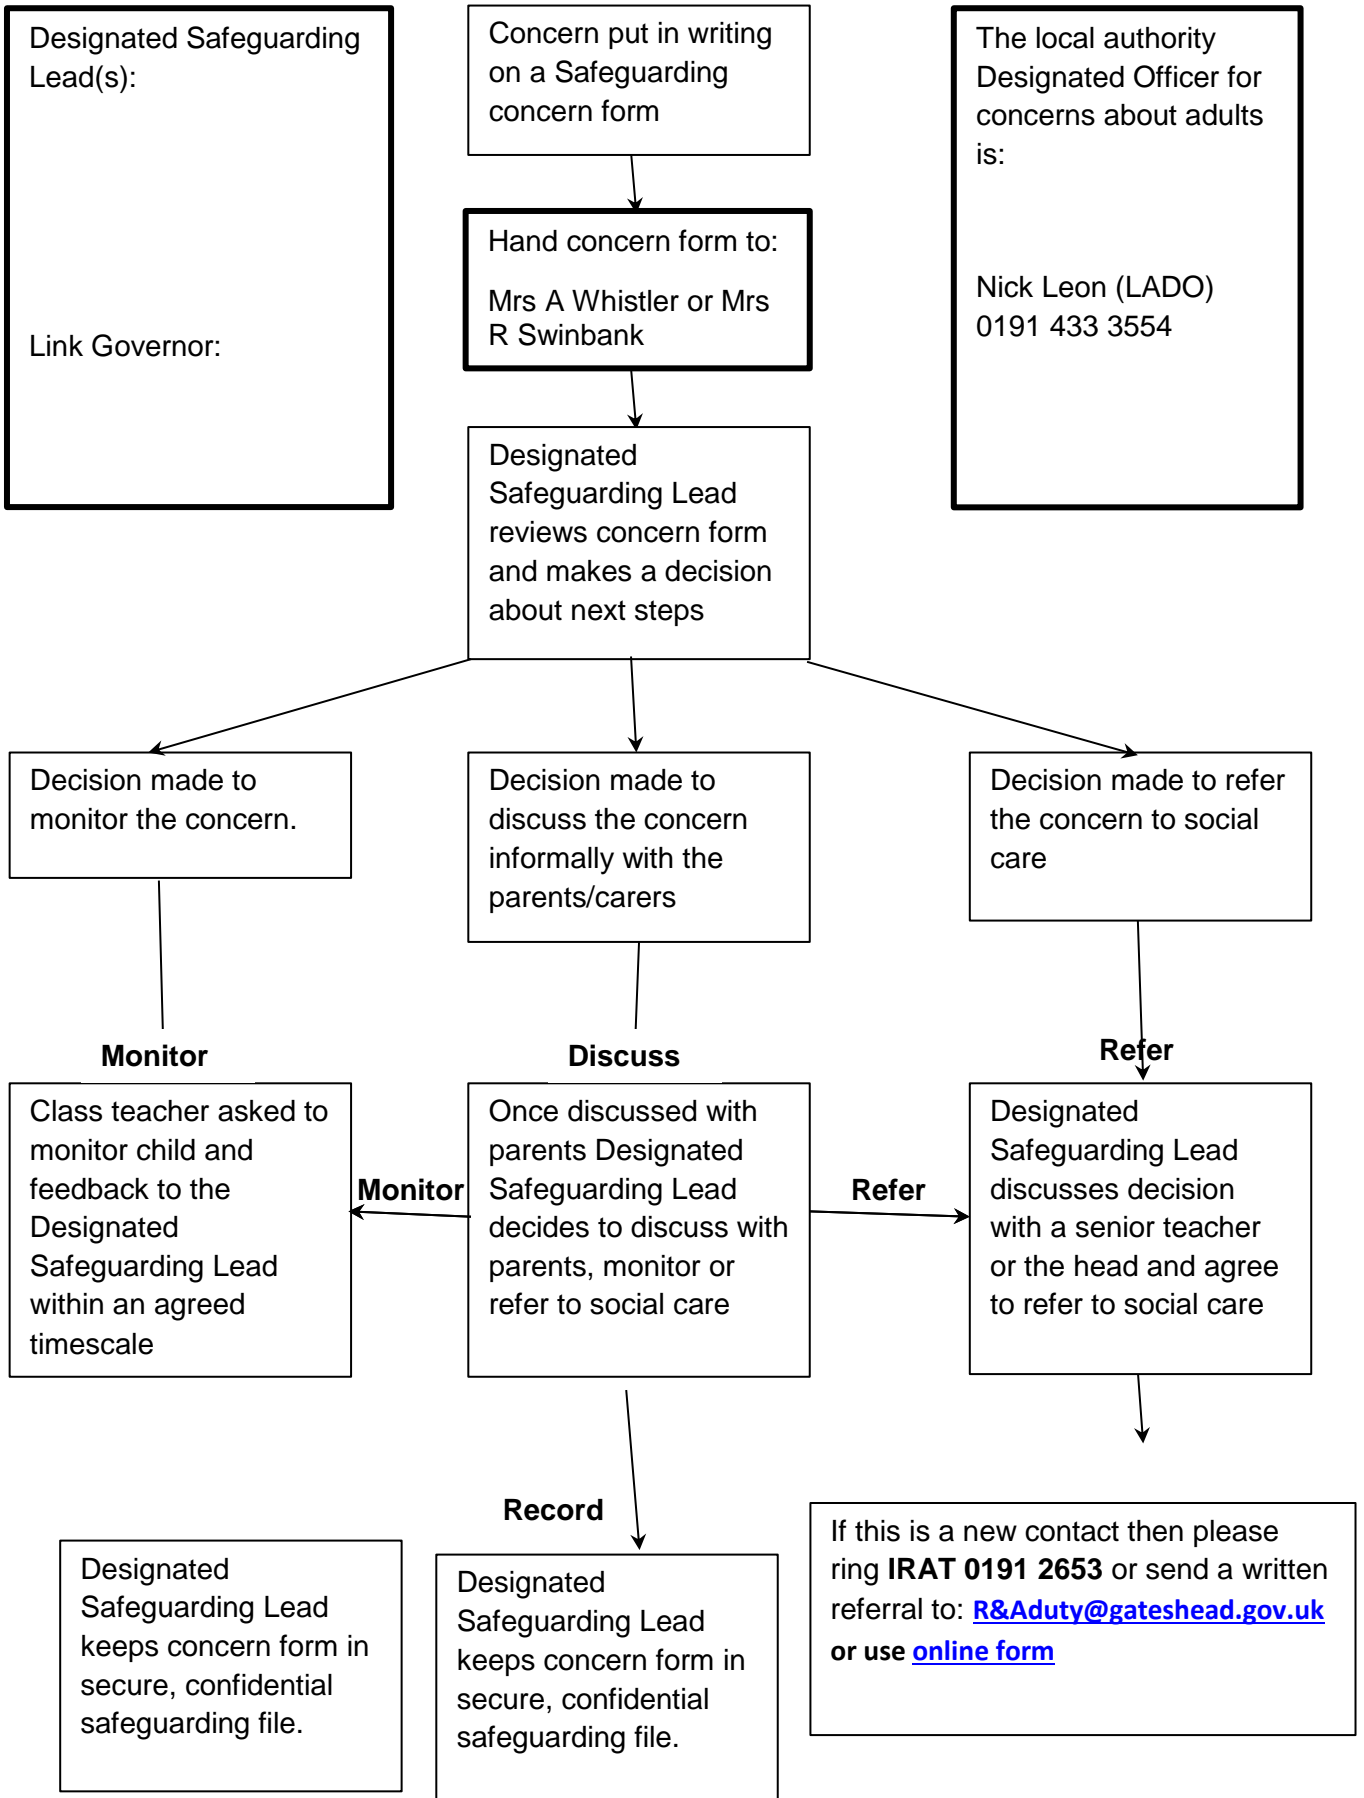 Designated Safeguarding
Lead(s):
Link Governor:
Concern put in writing
on a Safeguarding
concern form
The local authority
Designated Officer for
concerns about adults
is:
Nick Leon (LADO)
0191 433 3554
Hand concern form to:
Mrs A Whistler or Mrs
R Swinbank
Designated
Safeguarding Lead
reviews concern form
and makes a decision
about next steps
Decision made to
monitor the concern.
Decision made to
discuss the concern
informally with the
parents/carers
Decision made to refer
the concern to social
care
Monitor
Discuss
Refer
Class teacher asked to
monitor child and
feedback to the
Designated
Safeguarding Lead
within an agreed
timescale
Monitor
Once discussed with
parents Designated
Safeguarding Lead
decides to discuss with
parents, monitor or
refer to social care
Refer
Designated
Safeguarding Lead
discusses decision
with a senior teacher
or the head and agree
to refer to social care
Record
Designated
Safeguarding Lead
keeps concern form in
secure, confidential
safeguarding file.
Designated
Safeguarding Lead
keeps concern form in
secure, confidential
safeguarding file.
If this is a new contact then please
ring IRAT 0191 2653 or send a written
referral to: R&Aduty@gateshead.gov.uk
or use online form